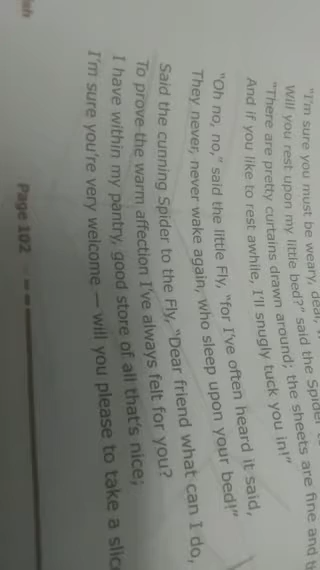 "I'm sure you must be weary, dear,
Will you rest upon my little bed?" said the Spider
"There are pretty curtains drawn around; the sheets are fine and
And if you like to rest awhile, I'll snugly tuck you in!"
"Oh no, no," said the little Fly, "for I've often heard it said,
They never, never wake again, who sleep upon your bed!"
Said the cunning Spider to the Fly, "Dear friend what can I do,
To prove the warm affection I've always felt for you?
I have within my pantry, good store of all that's nice;
I'm sure you're very welcome — will you please to take a slic
Page 102